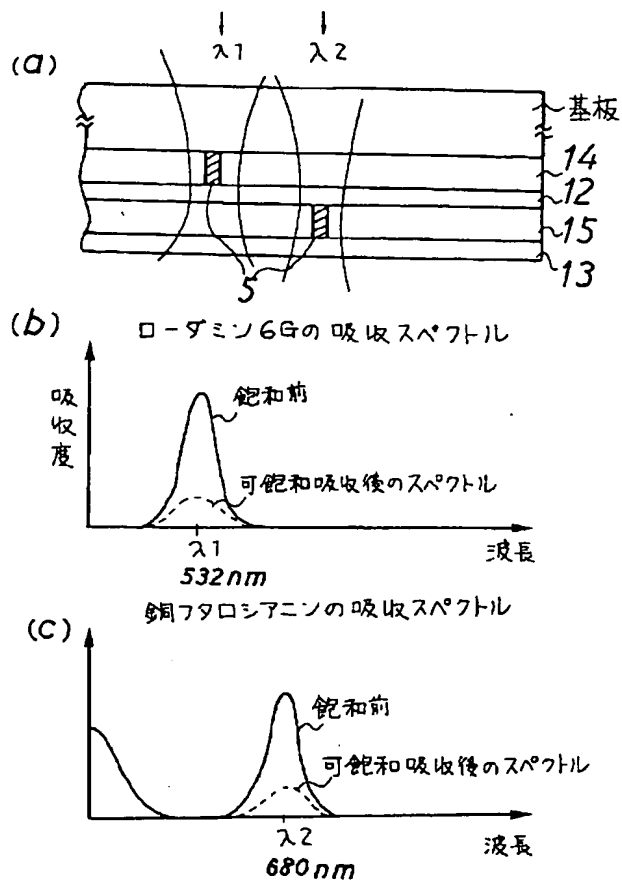 (a)
λ1
λ2
基板
14
12
15
13
5
(b)
ローダミン6Gの吸収スペクトル
吸収度
飽和前
可飽和吸収後のスペクトル
λ1
波長
532nm
(c)
銅フタロシアニンの吸収スペクトル
飽和前
可飽和吸収後のスペクトル
λ2
波長
680nm